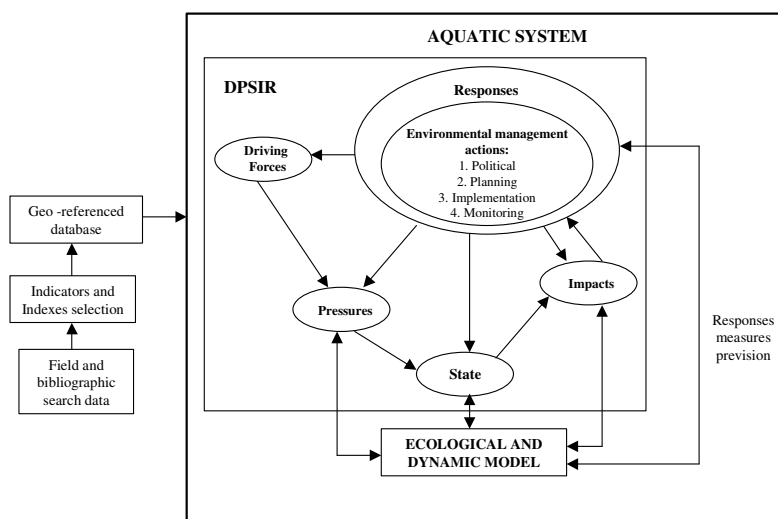 AQUATIC SYSTEM
DPSIR
Responses
Environmental management
actions:
1. Political
2. Planning
3. Implementation
4. Monitoring
Driving
Forces
Geo -referenced
database
Indicators and
Indexes selection
Field and
bibliographic
search data
Pressures
Impacts
State
Responses
measures
prevision
ECOLOGICAL AND
DYNAMIC MODEL